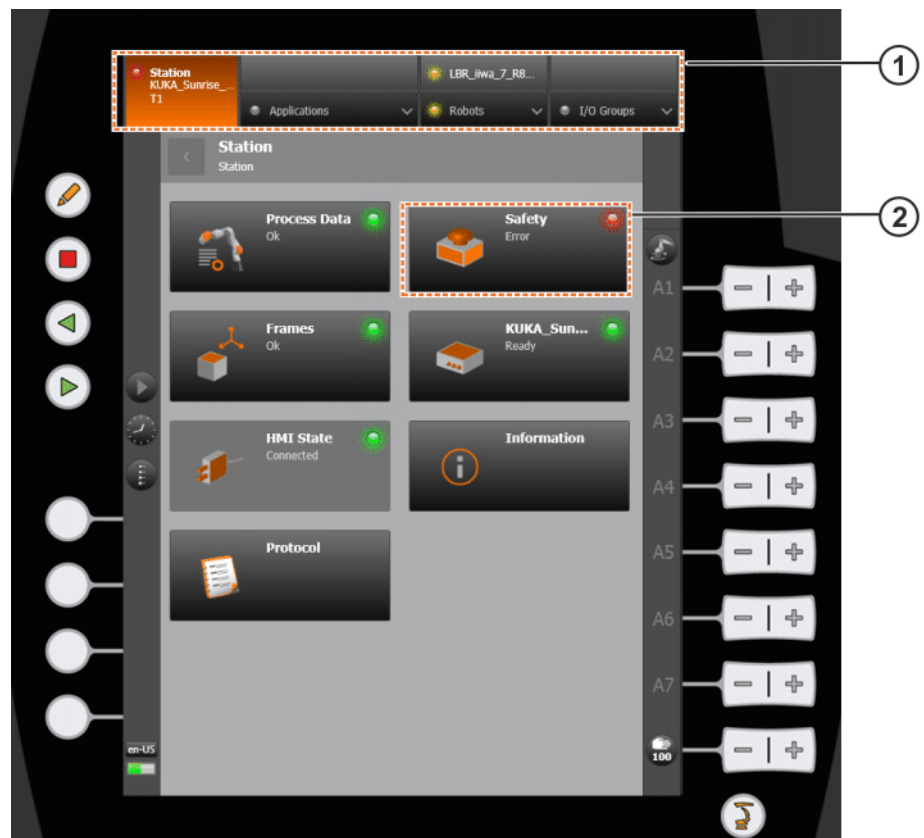 Station
KUKA_Sunrise_...
T1
LBR_iiwa_7_R8...
Applications
Robots
I/O Groups
1
Station
Station
Process Data
Ok
Safety
Error
2
A1
Frames
Ok
KUKA_Sun...
Ready
A2
A3
HMI State
Connected
Information
A4
Protocol
A5
A6
A7
en-US
100